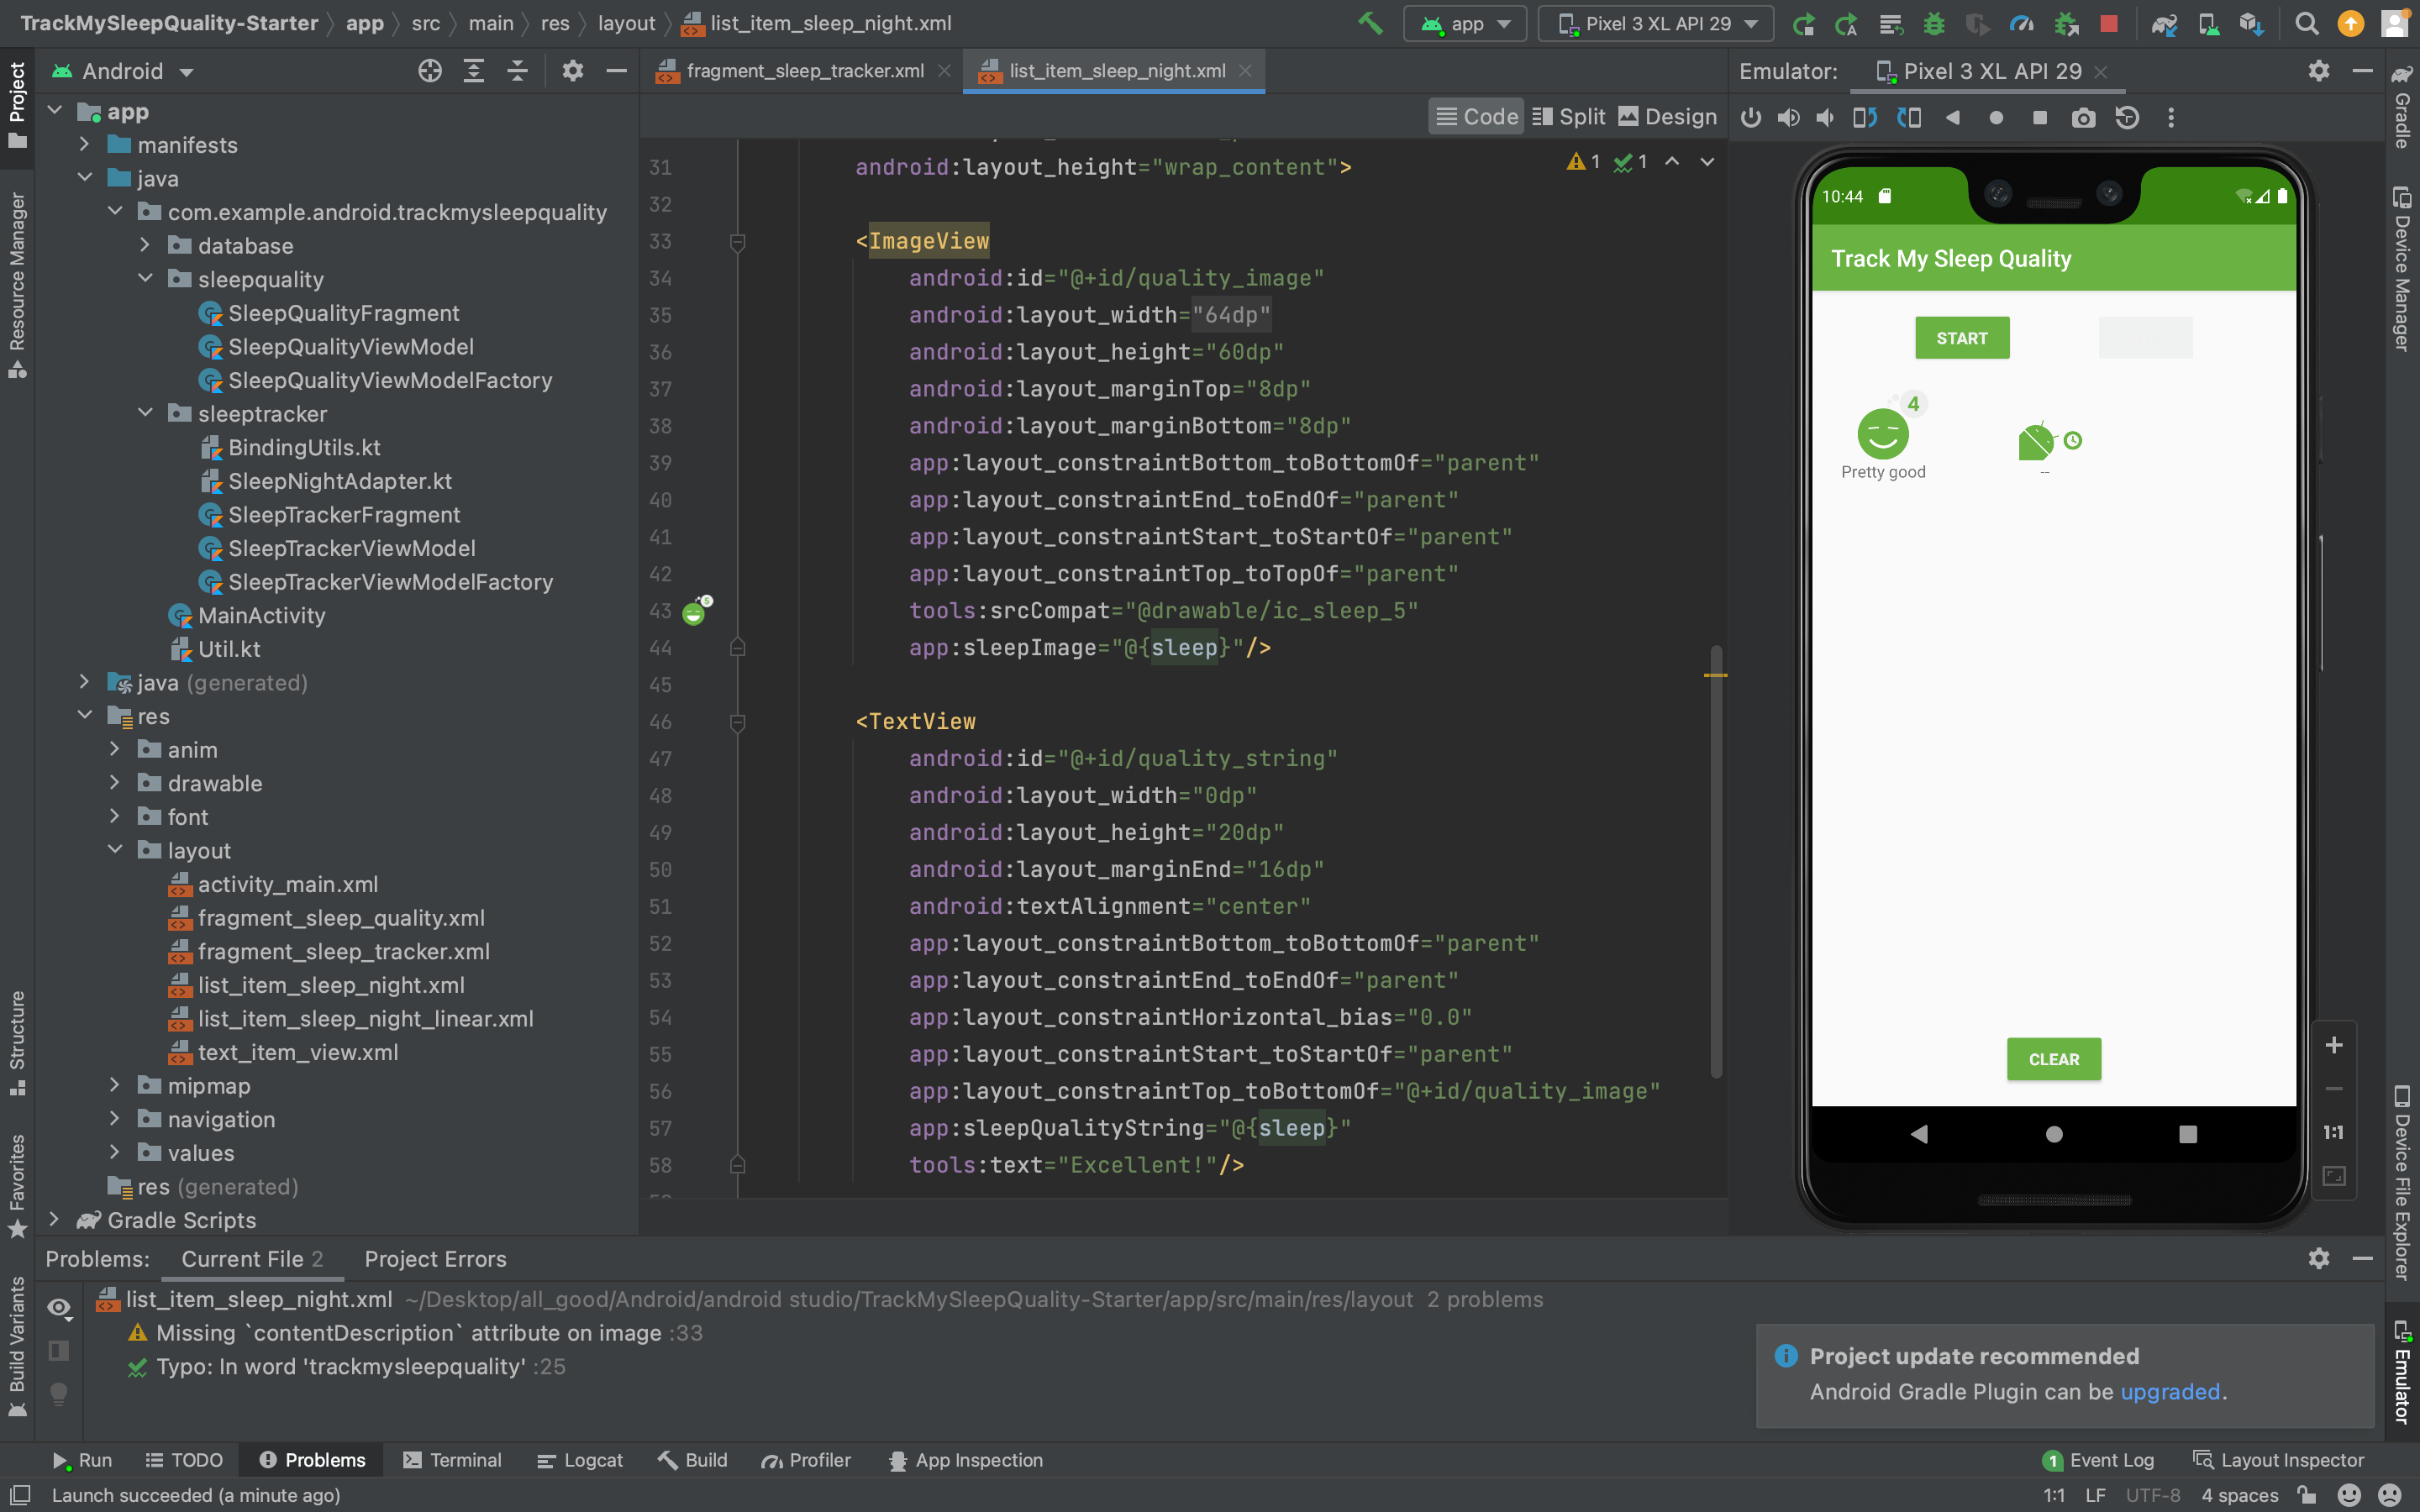 TrackMySleepQuality-Starter app src main res layout list_item_sleep_night.xml
app Pixel 3 XL API 29
Project
Resource Manager
Structure
Favorites
Build Variants
Android
app
manifests
java
com.example.android.trackmysleepquality
database
sleepquality
SleepQualityFragment
SleepQualityViewModel
SleepQualityViewModelFactory
sleeptracker
BindingUtils.kt
SleepNightAdapter.kt
SleepTrackerFragment
SleepTrackerViewModel
SleepTrackerViewModelFactory
MainActivity
Util.kt
java (generated)
res
anim
drawable
font
layout
activity_main.xml
fragment_sleep_quality.xml
fragment_sleep_tracker.xml
list_item_sleep_night.xml
list_item_sleep_night_linear.xml
text_item_view.xml
mipmap
navigation
values
res (generated)
Gradle Scripts
fragment_sleep_tracker.xml list_item_sleep_night.xml
Code Split Design
1 1
31 android:layout_height="wrap_content">
32
33 <ImageView
34 android:id="@+id/quality_image"
35 android:layout_width="64dp"
36 android:layout_height="60dp"
37 android:layout_marginTop="8dp"
38 android:layout_marginBottom="8dp"
39 app:layout_constraintBottom_toBottomOf="parent"
40 app:layout_constraintEnd_toEndOf="parent"
41 app:layout_constraintStart_toStartOf="parent"
42 app:layout_constraintTop_toTopOf="parent"
43 tools:srcCompat="@drawable/ic_sleep_5"
44 app:sleepImage="@{sleep}"/>
45
46 <TextView
47 android:id="@+id/quality_string"
48 android:layout_width="0dp"
49 android:layout_height="20dp"
50 android:layout_marginEnd="16dp"
51 android:textAlignment="center"
52 app:layout_constraintBottom_toBottomOf="parent"
53 app:layout_constraintEnd_toEndOf="parent"
54 app:layout_constraintHorizontal_bias="0.0"
55 app:layout_constraintStart_toStartOf="parent"
56 app:layout_constraintTop_toBottomOf="@+id/quality_image"
57 app:sleepQualityString="@{sleep}"
58 tools:text="Excellent!"/>
Emulator: Pixel 3 XL API 29
10:44
Track My Sleep Quality
START
4
Pretty good
--
CLEAR
1:1
Gradle
Device Manager
Device File Explorer
Emulator
Problems: Current File 2 Project Errors
list_item_sleep_night.xml ~/Desktop/all_good/Android/android studio/TrackMySleepQuality-Starter/app/src/main/res/layout 2 problems
Missing `contentDescription` attribute on image :33
Typo: In word 'trackmysleepquality' :25
Project update recommended
Android Gradle Plugin can be upgraded.
Run TODO Problems Terminal Logcat Build Profiler App Inspection 1 Event Log Layout Inspector
Launch succeeded (a minute ago) 1:1 LF UTF-8 4 spaces